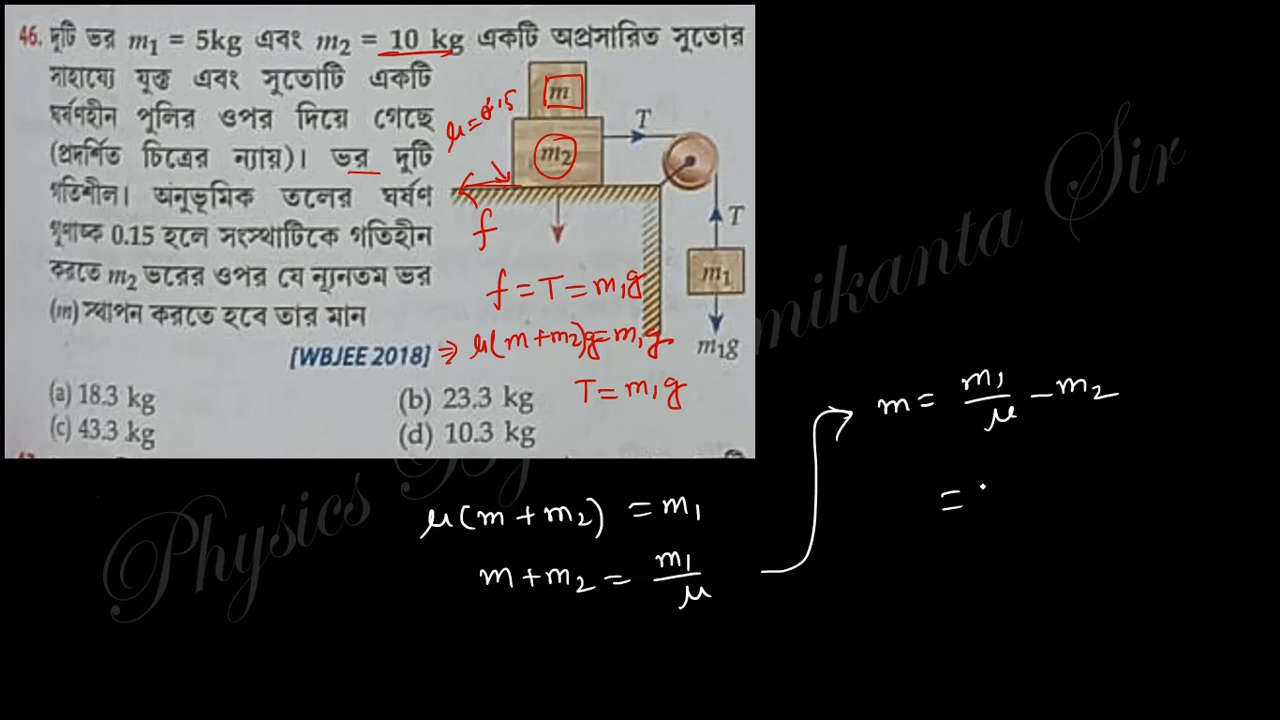 46. দুটি ভর m₁ = 5kg এবং m₂ = 10 kg একটি অপ্রসারিত সুতোর
সাহায্যে যুক্ত এবং সুতোটি একটি
ঘর্ষণহীন পুলির ওপর দিয়ে গেছে
(প্রদর্শিত চিত্রের ন্যায়)। ভর দুটি
গতিশীল। অনুভূমিক তলের ঘর্ষণ
গুণাঙ্ক 0.15 হলে সংস্থাটিকে গতিহীন
করতে m₂ ভরের ওপর যে ন্যূনতম ভর
(m) স্থাপন করতে হবে তার মান
[WBJEE 2018]
(a) 18.3 kg
(b) 23.3 kg
(c) 43.3 kg
(d) 10.3 kg
m
m₂
T
T
m₁
m₁g
f
f = T = m₁g
⇒ μ(m+m₂)g = m₁g
T = m₁g
μ(m + m₂) = m₁
m + m₂ = m₁/μ
m = m₁/μ – m₂
=
Physics By
mikanta Sir